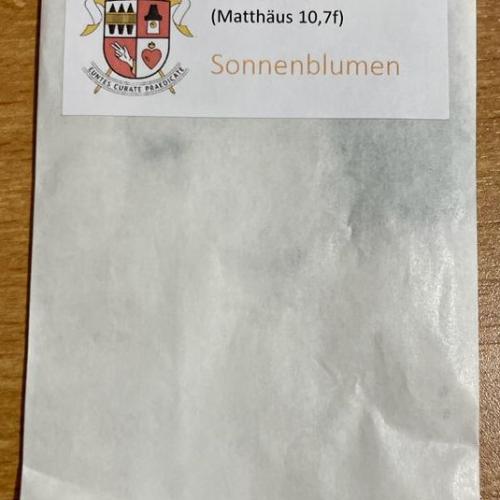 (Matthäus 10,7f)
Sonnenblumen
EUNTES CURATE PRAEDICATE